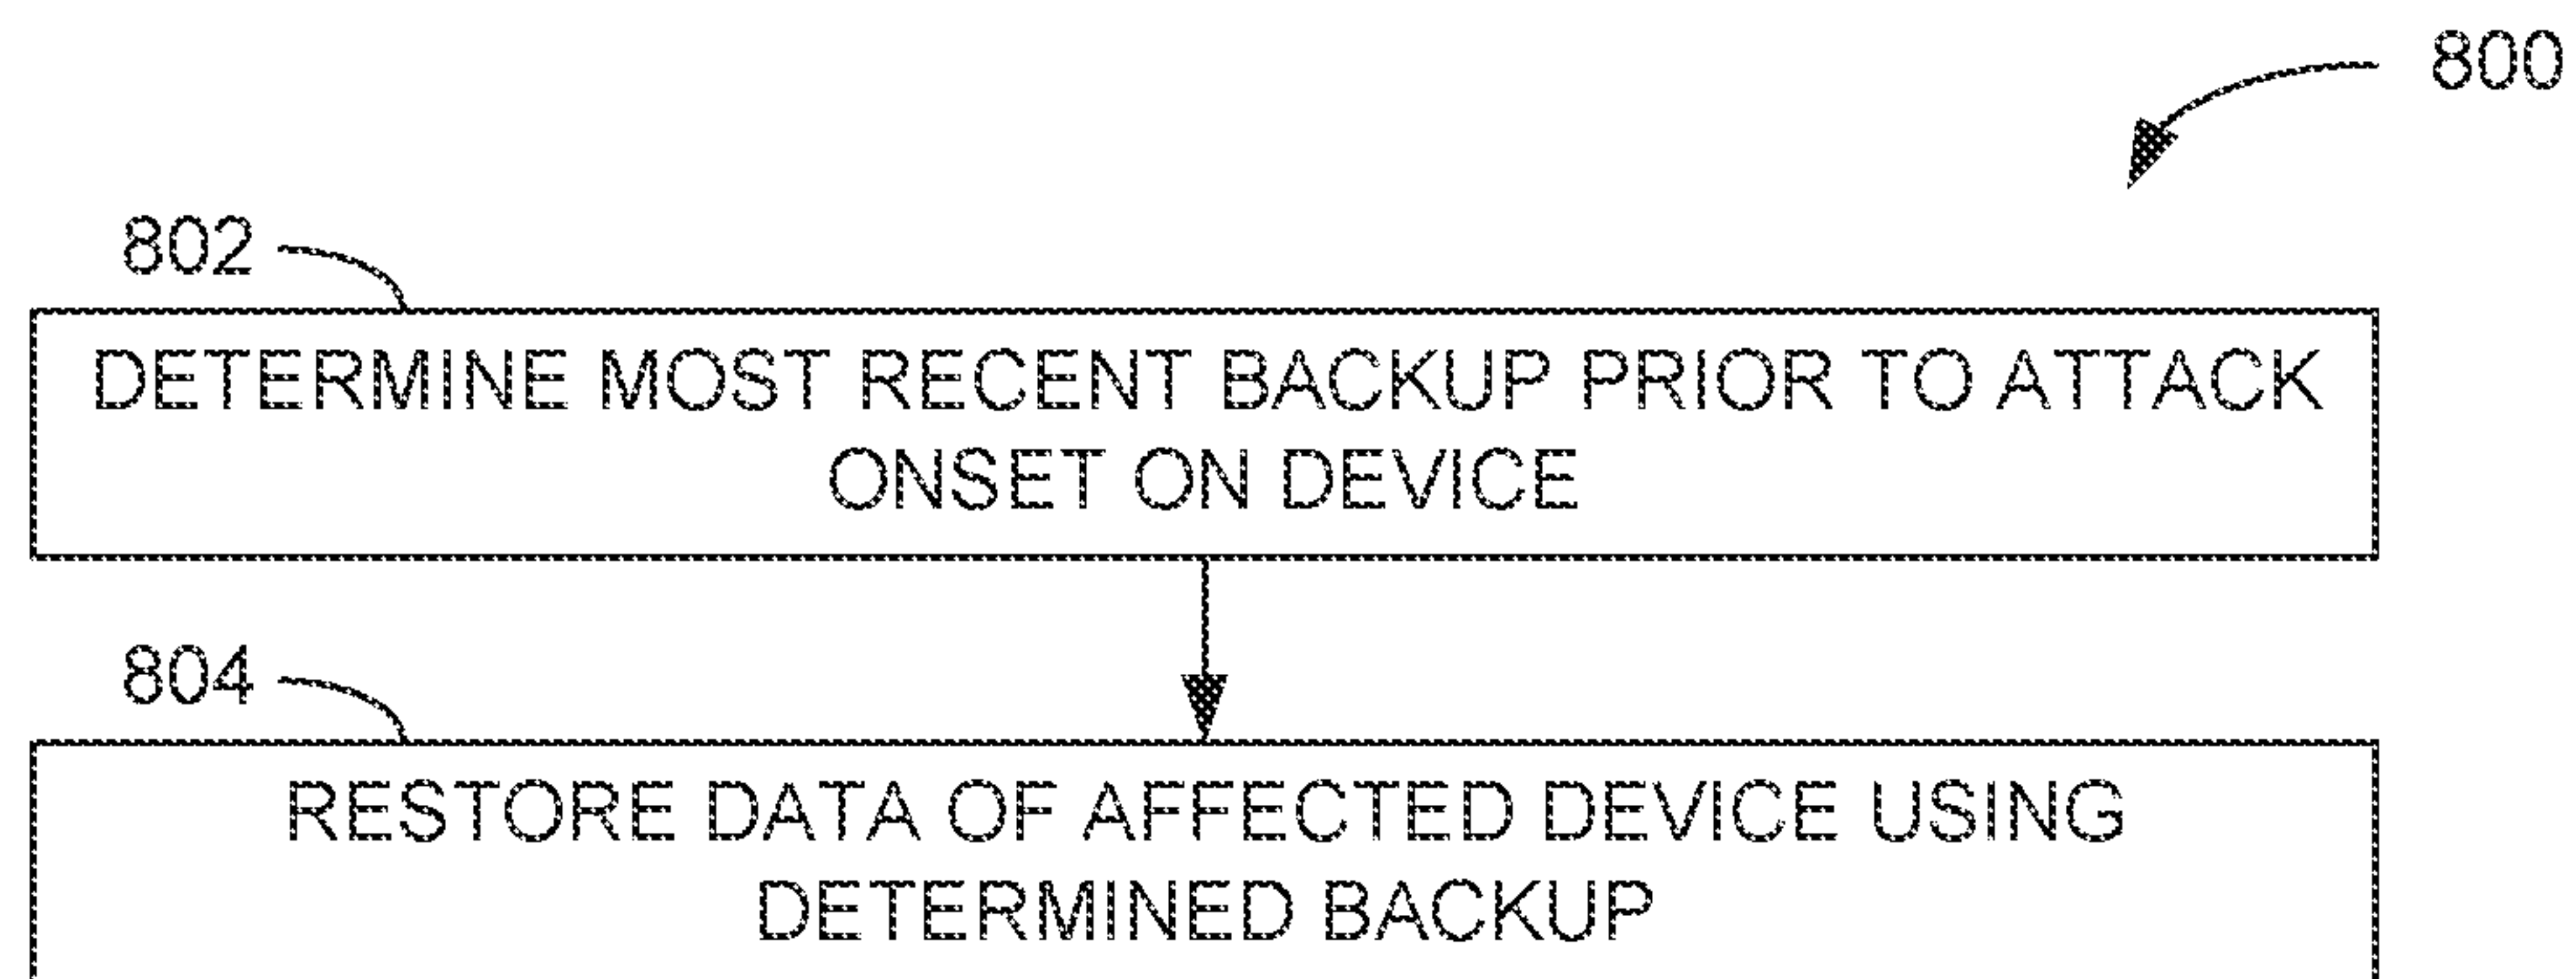 800
802
DETERMINE MOST RECENT BACKUP PRIOR TO ATTACK
ONSET ON DEVICE
804
RESTORE DATA OF AFFECTED DEVICE USING
DETERMINED BACKUP